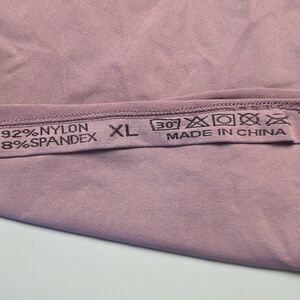 92%NYLON
8%SPANDEX
XL
30
MADE IN CHINA